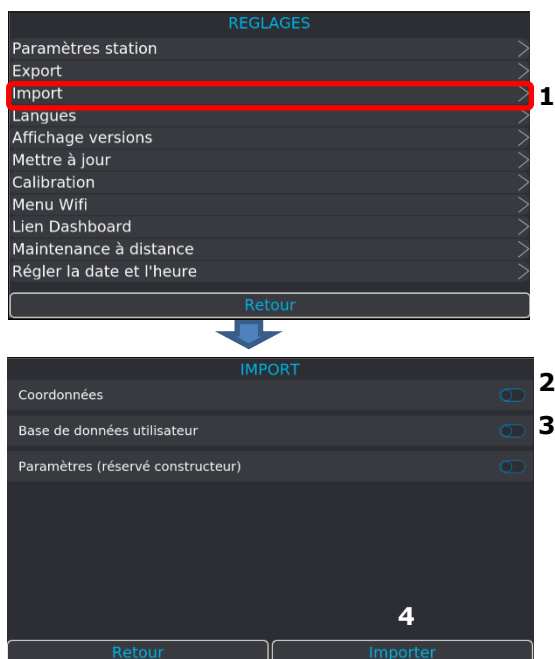 REGLAGES
Paramètres station >
Export >
Import > 1
Langues >
Affichage versions >
Mettre à jour >
Calibration >
Menu Wifi >
Lien Dashboard >
Maintenance à distance >
Régler la date et l'heure >
Retour
IMPORT
Coordonnées 2
Base de données utilisateur 3
Paramètres (réservé constructeur)
4
Retour Importer